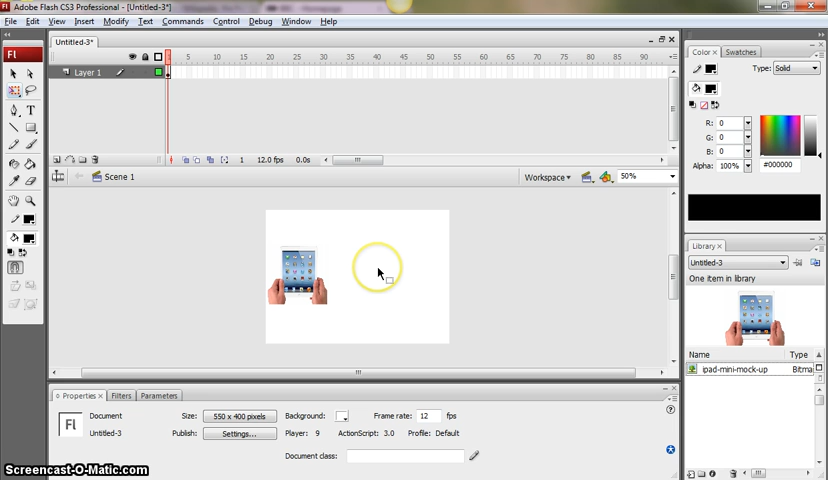 Adobe Flash CS3 Professional - [Untitled-3*]
File Edit View Insert Modify Text Commands Control Debug Window Help
Untitled-3*
5 10 15 20 25 30 35 40 45 50 55 60 65 70 75 80 85 90
Layer 1
1 12.0 fps 0.0s
Scene 1 Workspace 50%
Fl
T
Color Swatches
Type: Solid
R: 0
G: 0
B: 0
Alpha: 100% #000000
Library
Untitled-3
One item in library
Name Type
ipad-mini-mock-up Bitma
Properties Filters Parameters
Fl
Document Size: 550 x 400 pixels Background: Frame rate: 12 fps
Untitled-3 Publish: Settings... Player: 9 ActionScript: 3.0 Profile: Default
Document class:
Screencast-O-Matic.com